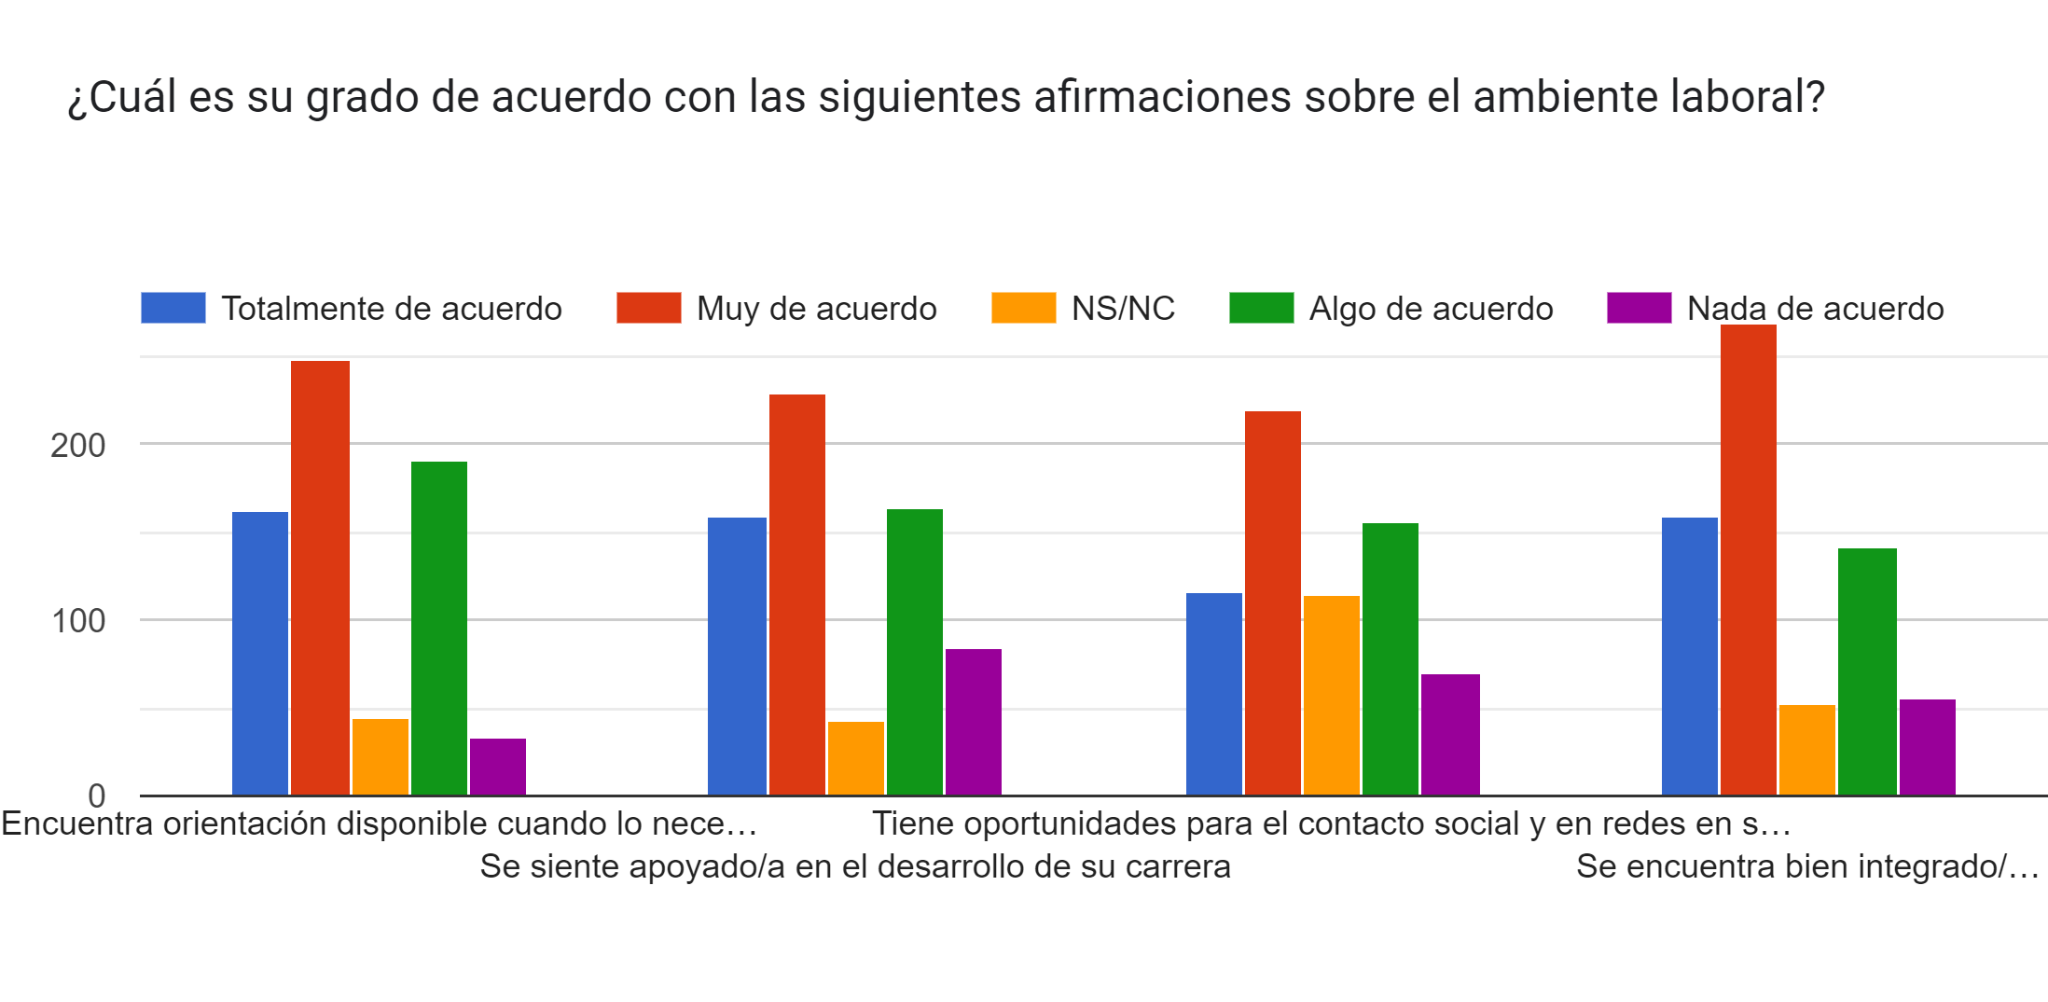 ¿Cuál es su grado de acuerdo con las siguientes afirmaciones sobre el ambiente laboral?
Totalmente de acuerdo
Muy de acuerdo
NS/NC
Algo de acuerdo
Nada de acuerdo
200
100
0
Encuentra orientación disponible cuando lo nece…
Se siente apoyado/a en el desarrollo de su carrera
Tiene oportunidades para el contacto social y en redes en s…
Se encuentra bien integrado/…